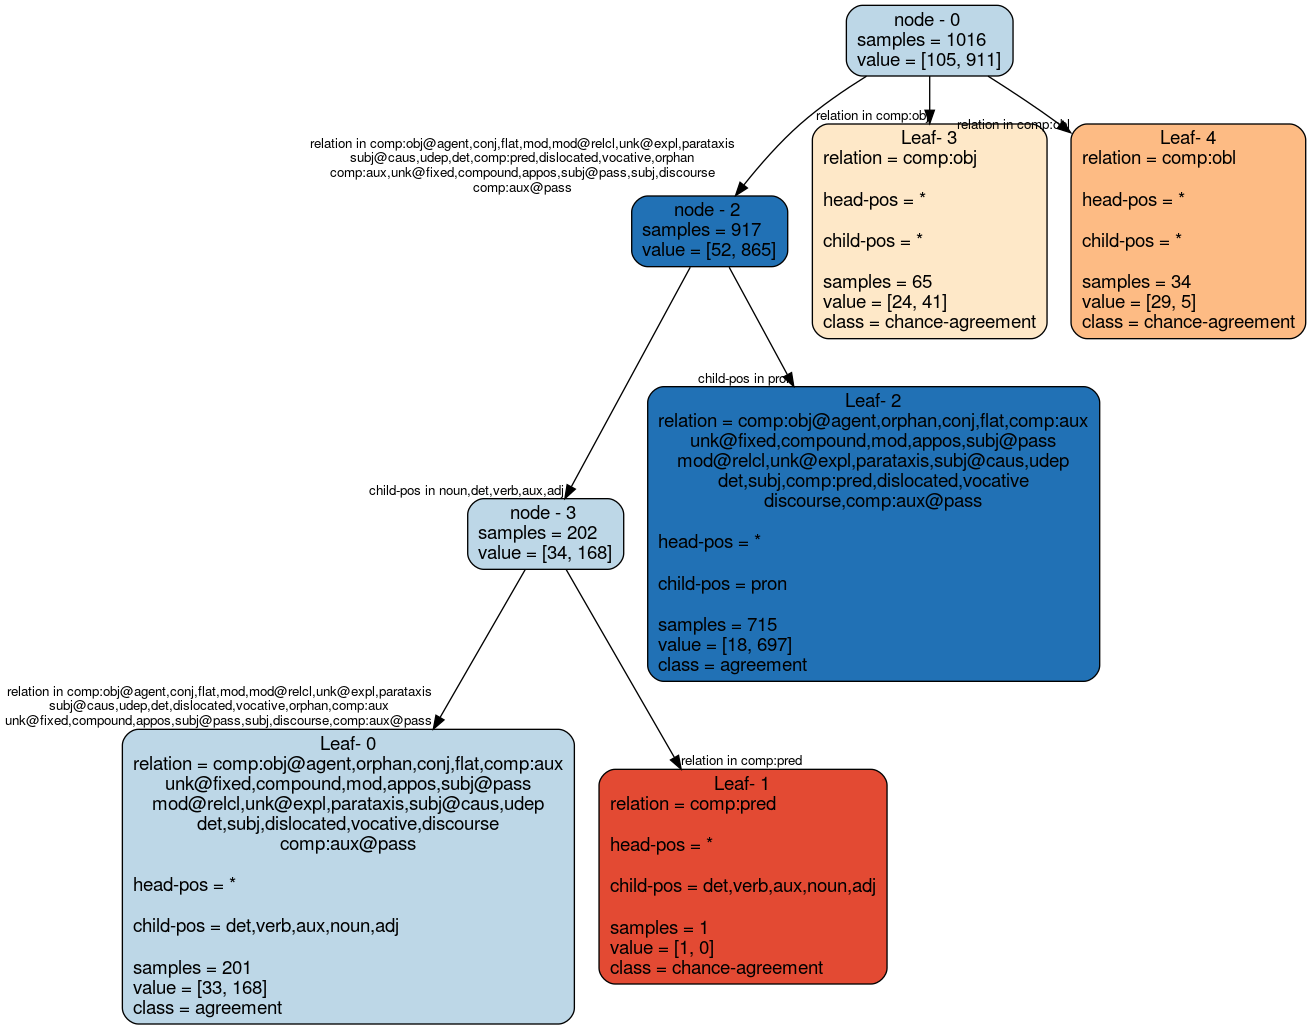 node - 0
samples = 1016
value = [105, 911]
relation in comp:obj
relation in comp:obl
relation in comp:obj@agent,conj,flat,mod,mod@relcl,unk@expl,parataxis
subj@caus,udep,det,comp:pred,dislocated,vocative,orphan
comp:aux,unk@fixed,compound,appos,subj@pass,subj,discourse
comp:aux@pass
Leaf- 3
relation = comp:obj
head-pos = *
child-pos = *
samples = 65
value = [24, 41]
class = chance-agreement
Leaf- 4
relation = comp:obl
head-pos = *
child-pos = *
samples = 34
value = [29, 5]
class = chance-agreement
node - 2
samples = 917
value = [52, 865]
child-pos in pron
Leaf- 2
relation = comp:obj@agent,orphan,conj,flat,comp:aux
unk@fixed,compound,mod,appos,subj@pass
mod@relcl,unk@expl,parataxis,subj@caus,udep
det,subj,comp:pred,dislocated,vocative
discourse,comp:aux@pass
head-pos = *
child-pos = pron
samples = 715
value = [18, 697]
class = agreement
child-pos in noun,det,verb,aux,adj
node - 3
samples = 202
value = [34, 168]
relation in comp:obj@agent,conj,flat,mod,mod@relcl,unk@expl,parataxis
subj@caus,udep,det,dislocated,vocative,orphan,comp:aux
unk@fixed,compound,appos,subj@pass,subj,discourse,comp:aux@pass
Leaf- 0
relation = comp:obj@agent,orphan,conj,flat,comp:aux
unk@fixed,compound,mod,appos,subj@pass
mod@relcl,unk@expl,parataxis,subj@caus,udep
det,subj,dislocated,vocative,discourse
comp:aux@pass
head-pos = *
child-pos = det,verb,aux,noun,adj
samples = 201
value = [33, 168]
class = agreement
relation in comp:pred
Leaf- 1
relation = comp:pred
head-pos = *
child-pos = det,verb,aux,noun,adj
samples = 1
value = [1, 0]
class = chance-agreement